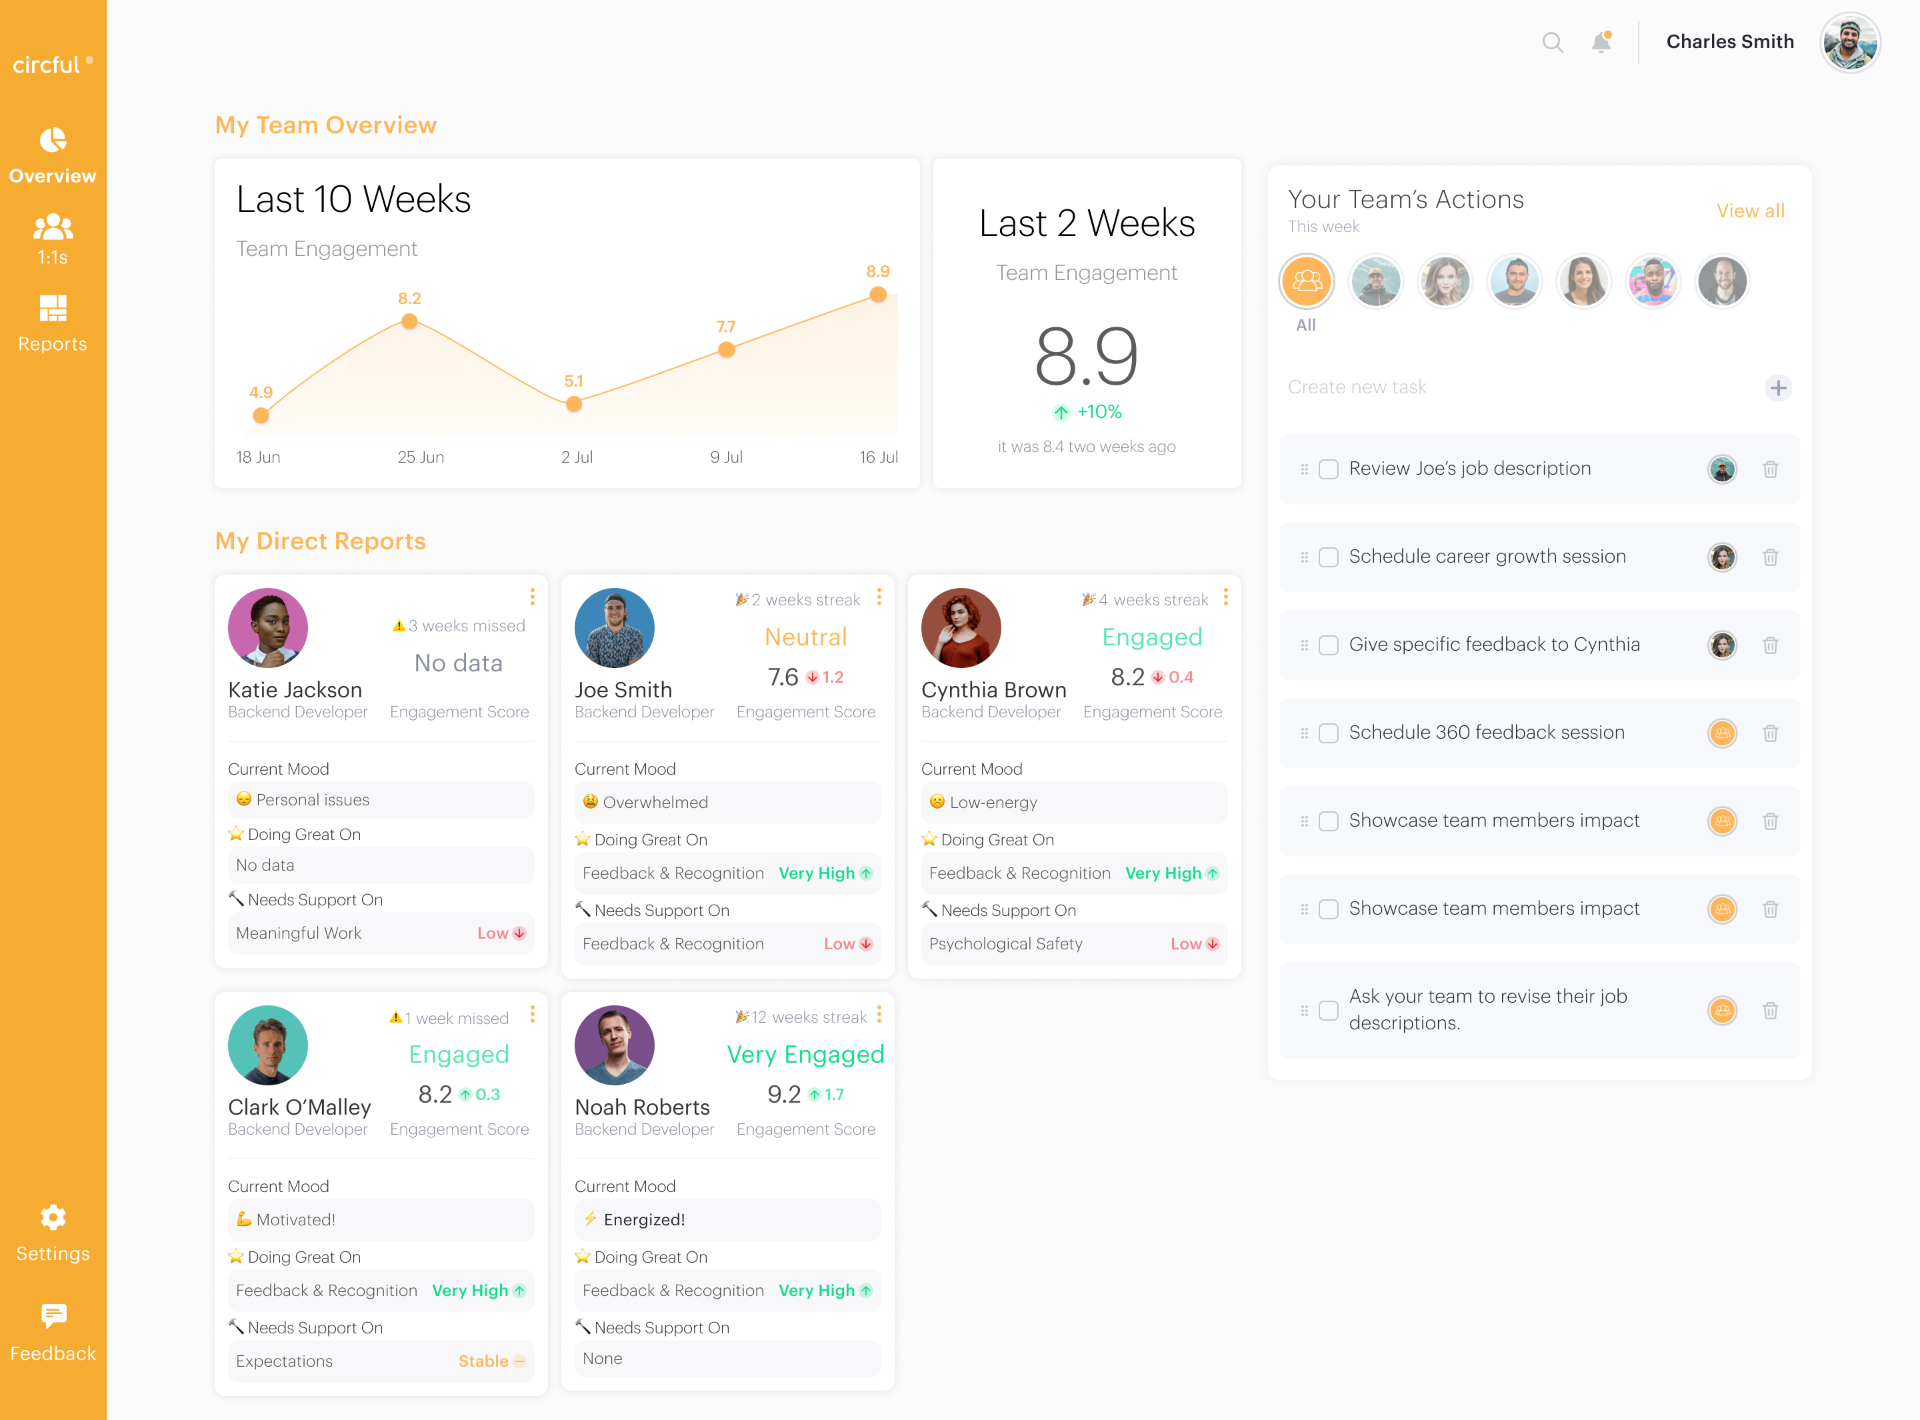 circful
Overview
1:1s
Reports
Settings
Feedback
Charles Smith
My Team Overview
Last 10 Weeks
Team Engagement
4.9
8.2
5.1
7.7
8.9
18 Jun
25 Jun
2 Jul
9 Jul
16 Jul
Last 2 Weeks
Team Engagement
8.9
+10%
it was 8.4 two weeks ago
Your Team’s Actions
This week
View all
All
Create new task
Review Joe’s job description
Schedule career growth session
Give specific feedback to Cynthia
Schedule 360 feedback session
Showcase team members impact
Showcase team members impact
Ask your team to revise their job
descriptions.
My Direct Reports
3 weeks missed
No data
Katie Jackson
Backend Developer
Engagement Score
Current Mood
😔 Personal issues
⭐ Doing Great On
No data
🔨 Needs Support On
Meaningful Work Low
🎉 2 weeks streak
Neutral
7.6 1.2
Joe Smith
Backend Developer
Engagement Score
Current Mood
😫 Overwhelmed
⭐ Doing Great On
Feedback & Recognition Very High
🔨 Needs Support On
Feedback & Recognition Low
🎉 4 weeks streak
Engaged
8.2 0.4
Cynthia Brown
Backend Developer
Engagement Score
Current Mood
Low-energy
⭐ Doing Great On
Feedback & Recognition Very High
🔨 Needs Support On
Psychological Safety Low
⚠ 1 week missed
Engaged
8.2 0.3
Clark O’Malley
Backend Developer
Engagement Score
Current Mood
💪 Motivated!
⭐ Doing Great On
Feedback & Recognition Very High
🔨 Needs Support On
Expectations Stable
🎉 12 weeks streak
Very Engaged
9.2 1.7
Noah Roberts
Backend Developer
Engagement Score
Current Mood
⚡ Energized!
⭐ Doing Great On
Feedback & Recognition Very High
🔨 Needs Support On
None